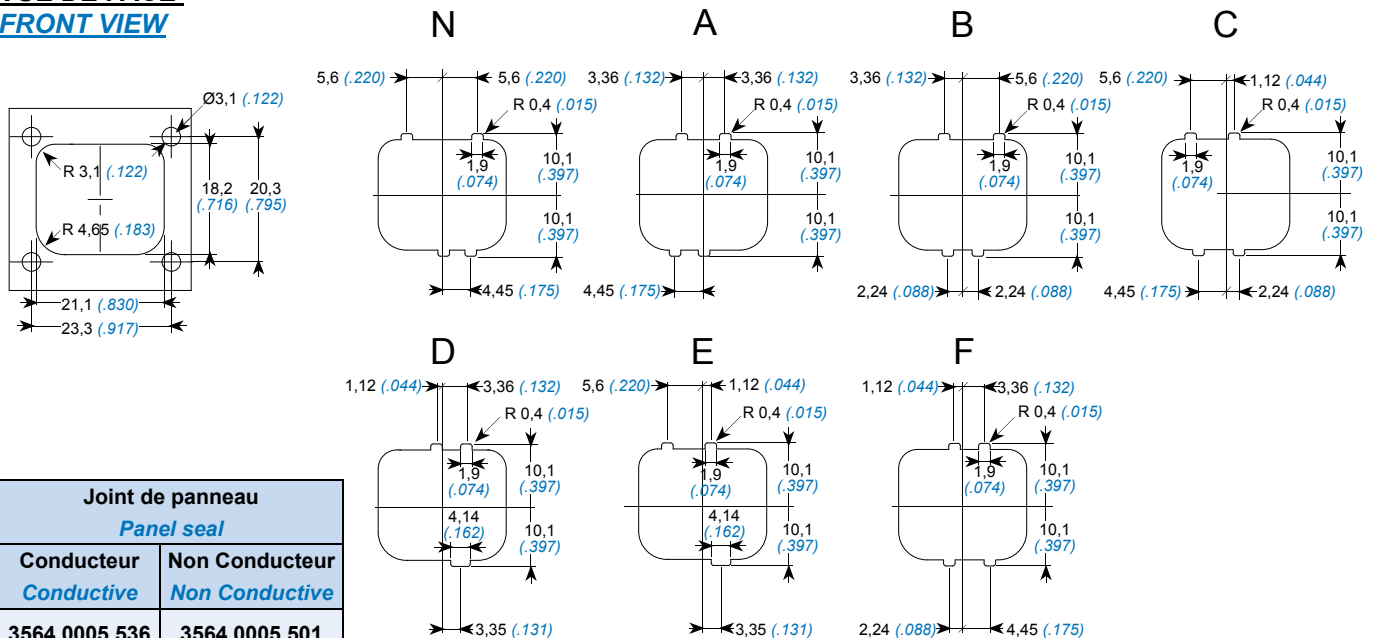 FRONT VIEW
N A B C
5,6 (.220) 5,6 (.220) 3,36 (.132) 3,36 (.132) 3,36 (.132) 5,6 (.220) 5,6 (.220) 1,12 (.044)
Ø3,1 (.122) R 0,4 (.015) R 0,4 (.015) R 0,4 (.015) R 0,4 (.015)
R 3,1 (.122)
18,2 (.716)
20,3 (.795)
R 4,65 (.183)
21,1 (.830)
23,3 (.917)
1,9 (.074) 10,1 (.397) 1,9 (.074) 10,1 (.397) 1,9 (.074) 10,1 (.397) 1,9 (.074) 10,1 (.397)
10,1 (.397) 10,1 (.397) 10,1 (.397) 10,1 (.397)
4,45 (.175) 4,45 (.175) 2,24 (.088) 2,24 (.088) 4,45 (.175) 2,24 (.088)
D E F
1,12 (.044) 3,36 (.132) 5,6 (.220) 1,12 (.044) 1,12 (.044) 3,36 (.132)
R 0,4 (.015) R 0,4 (.015) R 0,4 (.015)
1,9 (.074) 10,1 (.397) 1,9 (.074) 10,1 (.397) 1,9 (.074) 10,1 (.397)
4,14 (.162) 10,1 (.397) 4,14 (.162) 10,1 (.397) 10,1 (.397)
3,35 (.131) 3,35 (.131) 2,24 (.088) 4,45 (.175)
Joint de panneau
Panel seal
Conducteur Non Conducteur
Conductive Non Conductive
3564 0005 536 3564 0005 501